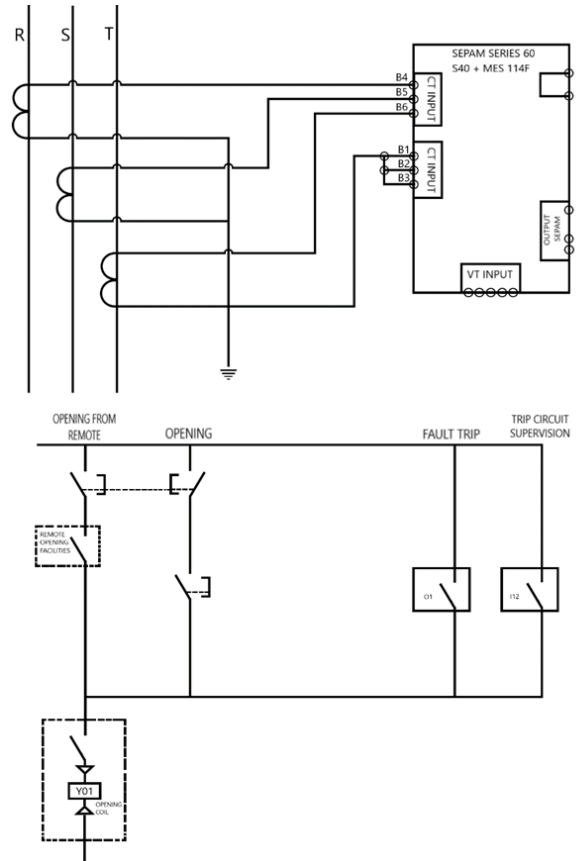 R S T
SEPAM SERIES 60
S40 + MES 114F
B4
B5
B6
CT INPUT
B1
B2
B3
CT INPUT
OUTPUT
SEPAM
VT INPUT
OPENING FROM
REMOTE
OPENING
FAULT TRIP
TRIP CIRCUIT
SUPERVISION
REMOTE
OPENING
FACILITIES
O1
I12
Y01
OPENING
COIL